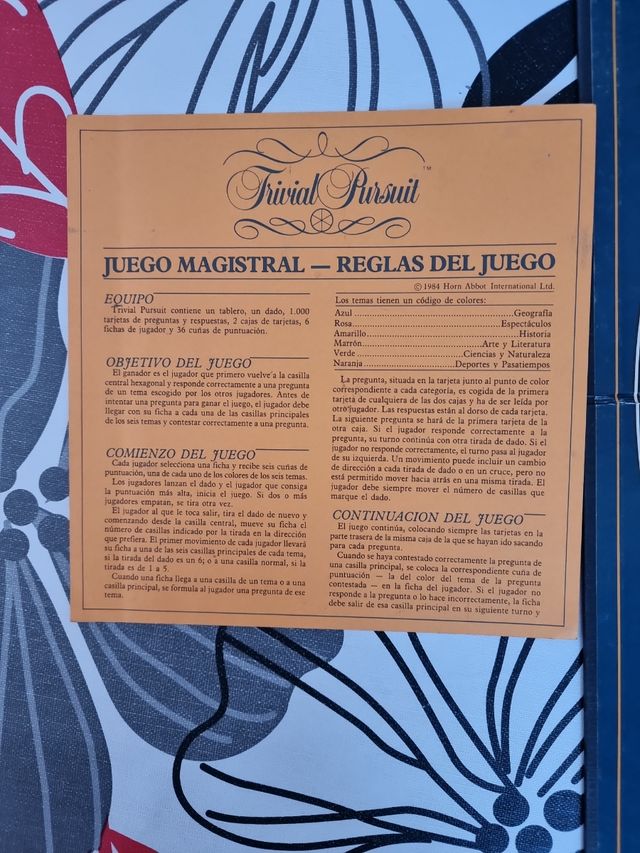 Trivial Pursuit ™
JUEGO MAGISTRAL — REGLAS DEL JUEGO
© 1984 Horn Abbot International Ltd.
EQUIPO
Trivial Pursuit contiene un tablero, un dado, 1.000
tarjetas de preguntas y respuestas, 2 cajas de tarjetas, 6
fichas de jugador y 36 cuñas de puntuación.
OBJETIVO DEL JUEGO
El ganador es el jugador que primero vuelve a la casilla
central hexagonal y responde correctamente a una pregunta
de un tema escogido por los otros jugadores. Antes de
intentar una pregunta para ganar el juego, el jugador debe
llegar con su ficha a cada una de las casillas principales
de los seis temas y contestar correctamente a una pregunta.
COMIENZO DEL JUEGO
Cada jugador selecciona una ficha y recibe seis cuñas de
puntuación, una de cada uno de los colores de los seis temas.
Los jugadores lanzan el dado y el jugador que consiga
la puntuación más alta, inicia el juego. Si dos o más
jugadores empatan, se tira otra vez.
El jugador al que le toca salir, tira el dado de nuevo y
comenzando desde la casilla central, mueve su ficha el
número de casillas indicado por la tirada en la dirección
que prefiera. El primer movimiento de cada jugador llevará
su ficha a una de las seis casillas principales de cada tema,
si la tirada del dado es un 6; o a una casilla normal, si la
tirada es de 1 a 5.
Cuando una ficha llega a una casilla de un tema o a una
casilla principal, se formula al jugador una pregunta de ese
tema.
Los temas tienen un código de colores:
Azul ........................................Geografía
Rosa........................................Espectáculos
Amarillo........................................Historia
Marrón..............................Arte y Literatura
Verde ..............................Ciencias y Naturaleza
Naranja..............................Deportes y Pasatiempos
La pregunta, situada en la tarjeta junto al punto de color
correspondiente a cada categoría, es cogida de la primera
tarjeta de cualquiera de las dos cajas y ha de ser leída por
otro jugador. Las respuestas están al dorso de cada tarjeta.
La siguiente pregunta se hará de la primera tarjeta de la
otra caja. Si el jugador responde correctamente a la
pregunta, su turno continúa con otra tirada de dado. Si el
jugador no responde correctamente, el turno pasa al jugador
de su izquierda. Un movimiento puede incluir un cambio
de dirección a cada tirada de dado o en un cruce, pero no
está permitido mover hacia atrás en una misma tirada. El
jugador debe siempre mover el número de casillas que
marque el dado.
CONTINUACION DEL JUEGO
El juego continúa, colocando siempre las tarjetas en la
parte trasera de la misma caja de la que se hayan ido sacando
para cada pregunta.
Cuando se haya contestado correctamente la pregunta de
una casilla principal, se coloca la correspondiente cuña de
puntuación — la del color del tema de la pregunta
contestada — en la ficha del jugador. Si el jugador no
responde a la pregunta o lo hace incorrectamente, la ficha
debe salir de esa casilla principal en su siguiente turno y